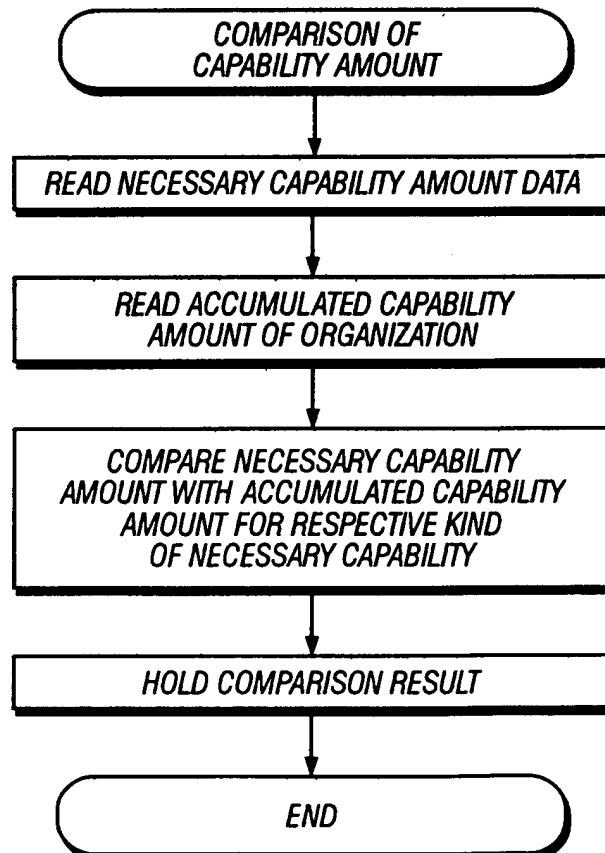 COMPARISON OF
CAPABILITY AMOUNT
READ NECESSARY CAPABILITY AMOUNT DATA
READ ACCUMULATED CAPABILITY
AMOUNT OF ORGANIZATION
COMPARE NECESSARY CAPABILITY
AMOUNT WITH ACCUMULATED CAPABILITY
AMOUNT FOR RESPECTIVE KIND
OF NECESSARY CAPABILITY
HOLD COMPARISON RESULT
END